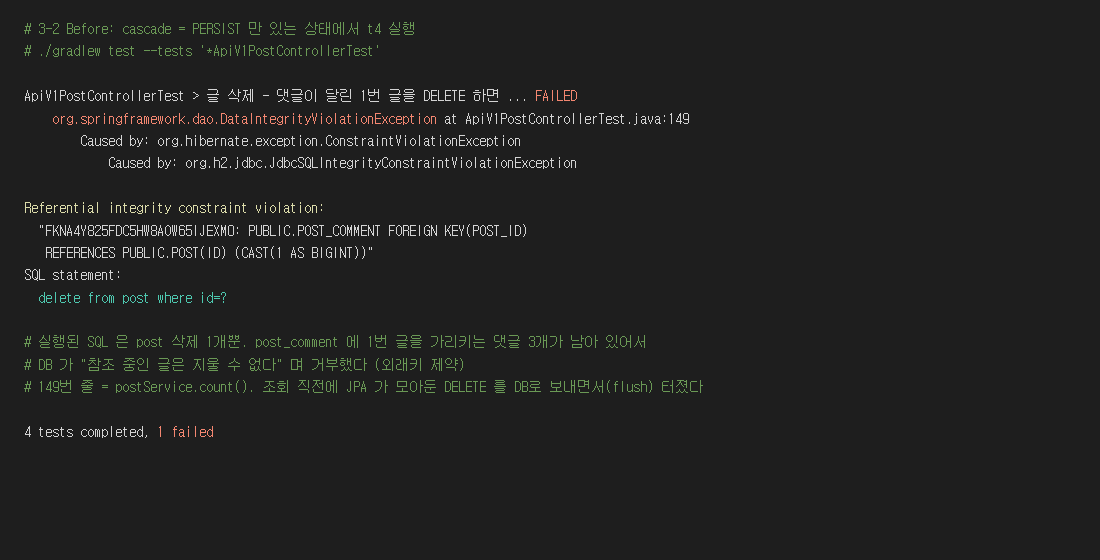 # 3-2 Before: cascade = PERSIST 만 있는 상태에서 t4 실행
# ./gradlew test --tests '*ApiV1PostControllerTest'
ApiV1PostControllerTest > 글 삭제 - 댓글이 달린 1번 글을 DELETE 하면 ... FAILED
org.springframework.dao.DataIntegrityViolationException at ApiV1PostControllerTest.java:149
Caused by: org.hibernate.exception.ConstraintViolationException
Caused by: org.h2.jdbc.JdbcSQLIntegrityConstraintViolationException
Referential integrity constraint violation:
"FKNA4Y825FDC5HW8AOW65IJEXM0: PUBLIC.POST_COMMENT FOREIGN KEY(POST_ID)
REFERENCES PUBLIC.POST(ID) (CAST(1 AS BIGINT))"
SQL statement:
delete from post where id=?
# 실행된 SQL 은 post 삭제 1개뿐. post_comment 에 1번 글을 가리키는 댓글 3개가 남아 있어서
# DB 가 "참조 중인 글은 지울 수 없다" 며 거부했다 (외래키 제약)
# 149번 줄 = postService.count(). 조회 직전에 JPA 가 모아둔 DELETE 를 DB로 보내면서(flush) 터졌다
4 tests completed, 1 failed